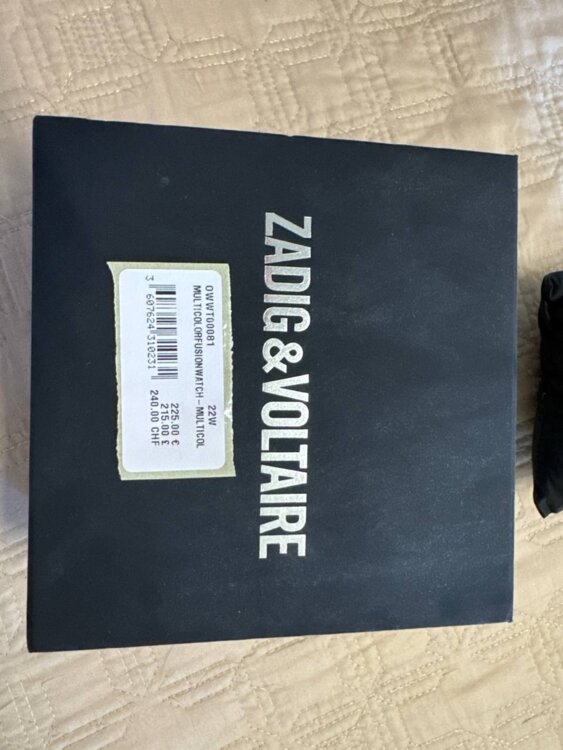 ZADIG&VOLTAIRE
22W
OWWT00081
MULTICOLORFUSIONWATCH - MULTICOL
225.00 €
215.00 £
240.00 CHF
3 607624 310231